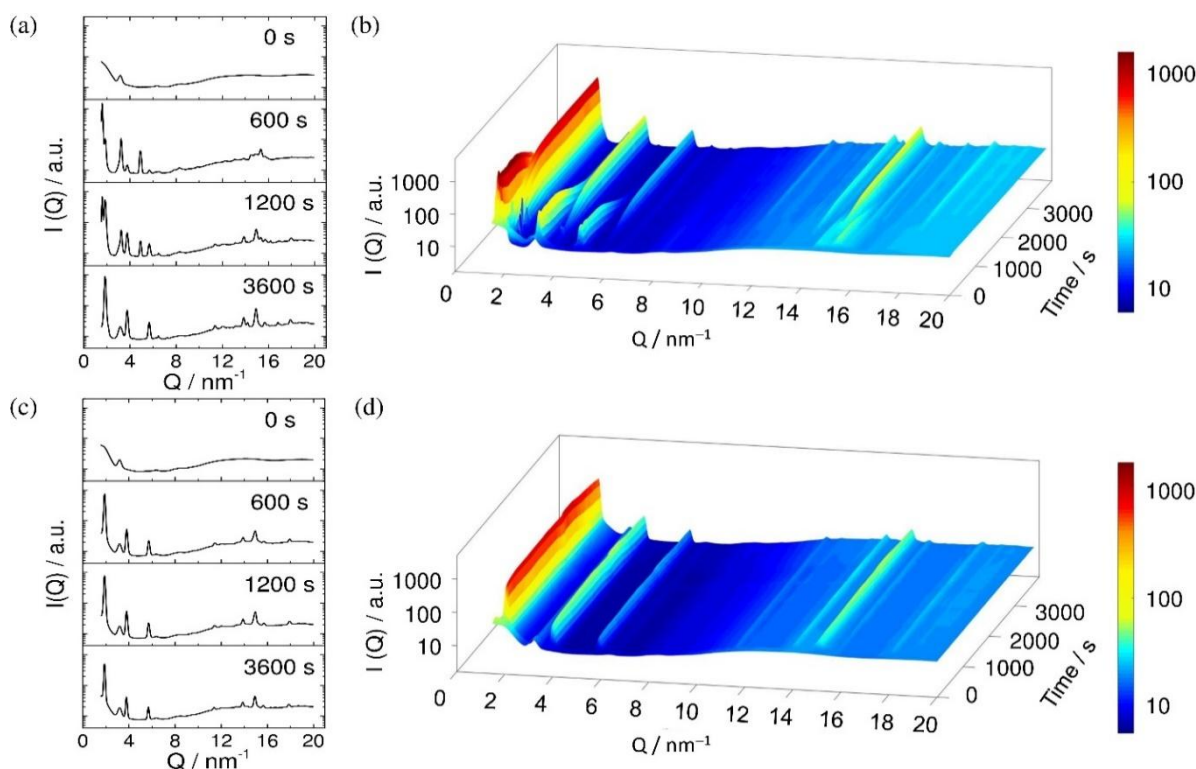 (a)
0 s
600 s
1200 s
3600 s
I (Q) / a.u.
0 4 8 12 16 20
Q / nm⁻¹
(b)
1000
100
10
I (Q) / a.u.
0 2 4 6 8 10 12 14 16 18 20
Q / nm⁻¹
0 1000 2000 3000
Time / s
1000
100
10
(c)
0 s
600 s
1200 s
3600 s
I(Q) / a.u.
0 4 8 12 16 20
Q / nm⁻¹
(d)
1000
100
10
I (Q) / a.u.
0 2 4 6 8 10 12 14 16 18 20
Q / nm⁻¹
0 1000 2000 3000
Time / s
1000
100
10